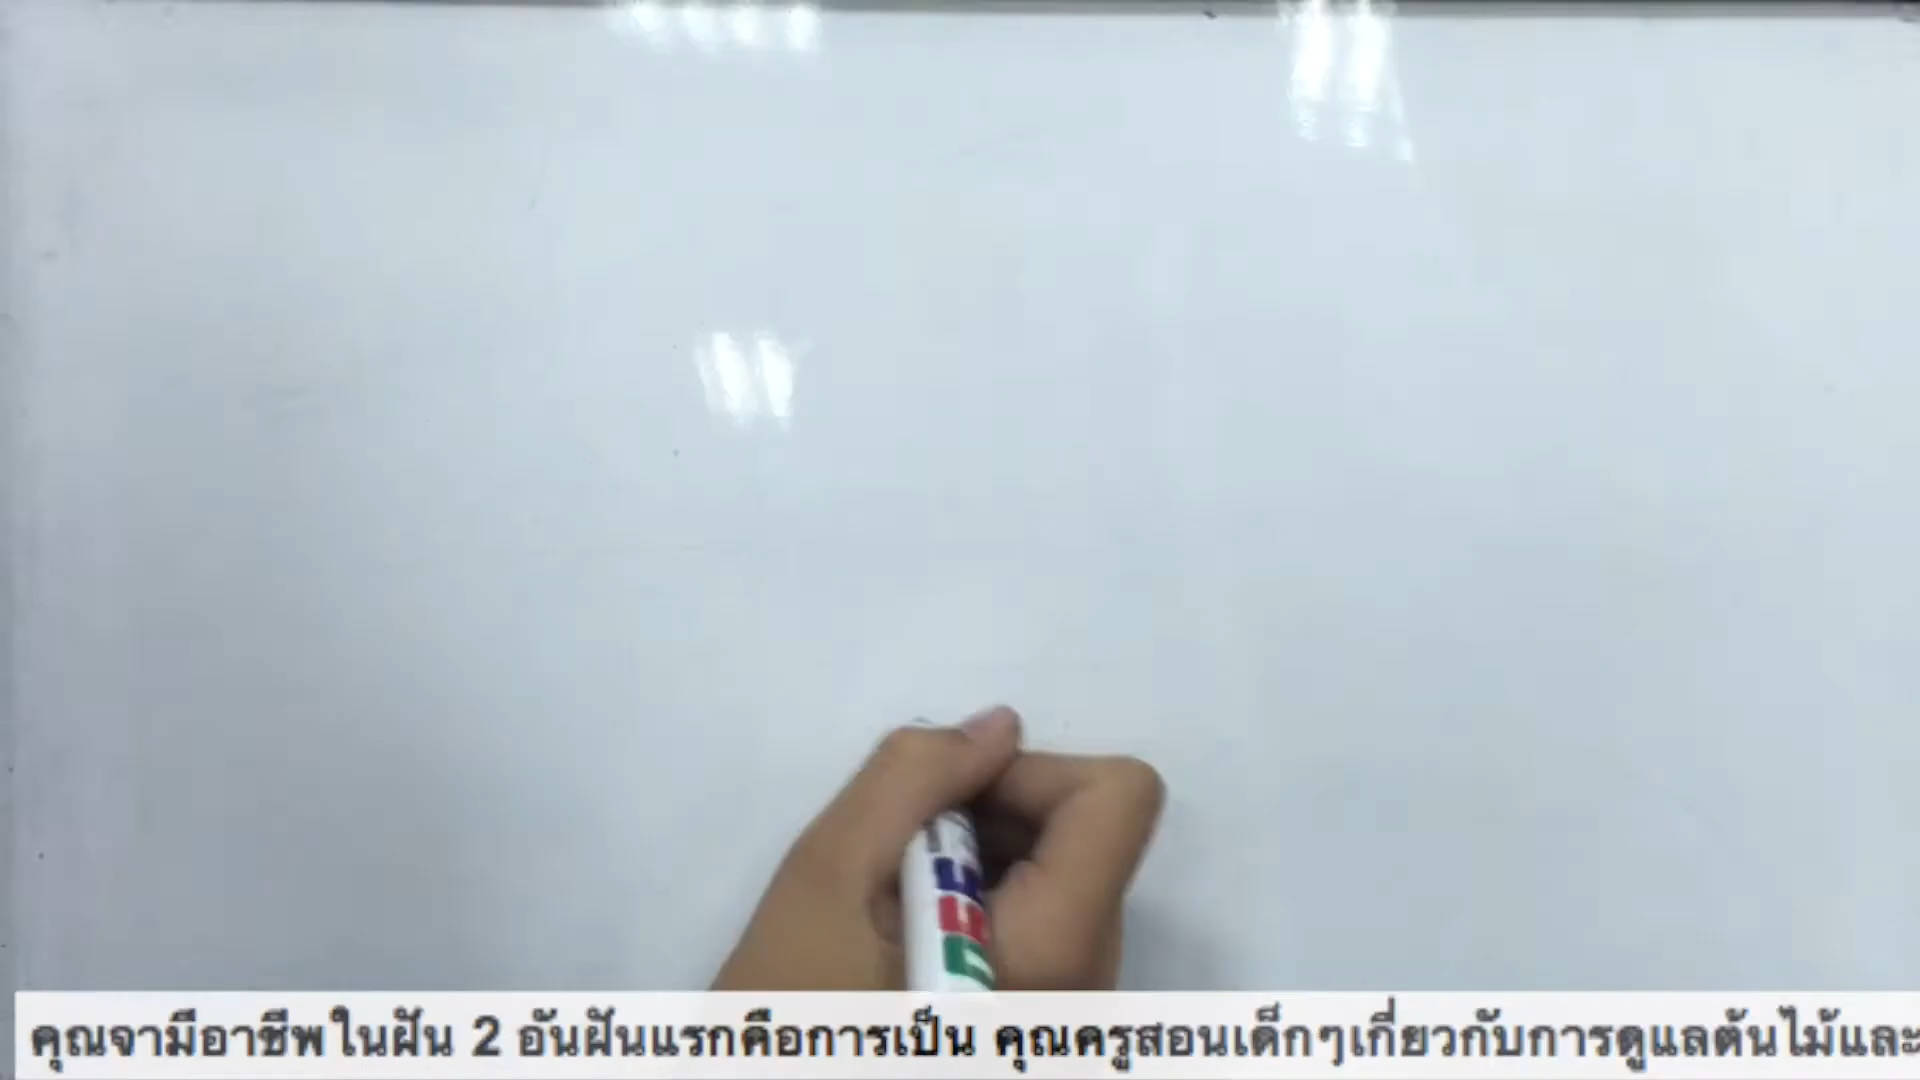 คุณจามีอาชีพในฝัน 2 อันฝันแรกคือการเป็น คุณครูสอนเด็กๆเกี่ยวกับการดูแลต้นไม้และ